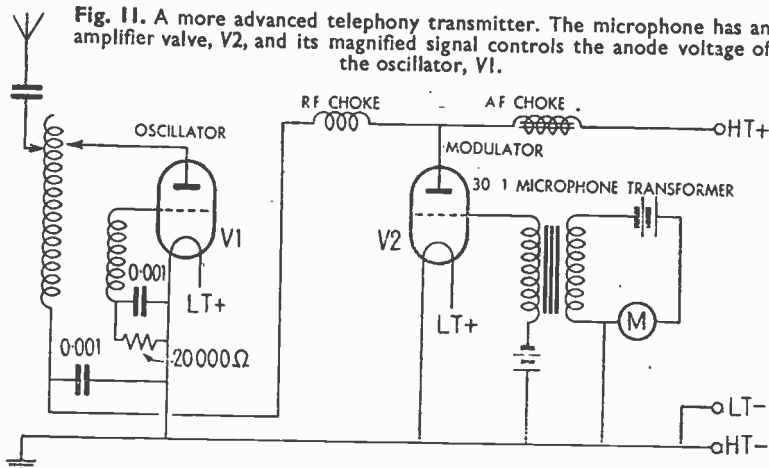 Fig. 11. A more advanced telephony transmitter. The microphone has an
amplifier valve, V2, and its magnified signal controls the anode voltage of
the oscillator, V1.
RF CHOKE
AF CHOKE
HT+
OSCILLATOR
MODULATOR
30 1 MICROPHONE TRANSFORMER
V1
V2
0·001
LT+
LT+
M
0·001
20000Ω
LT-
HT-